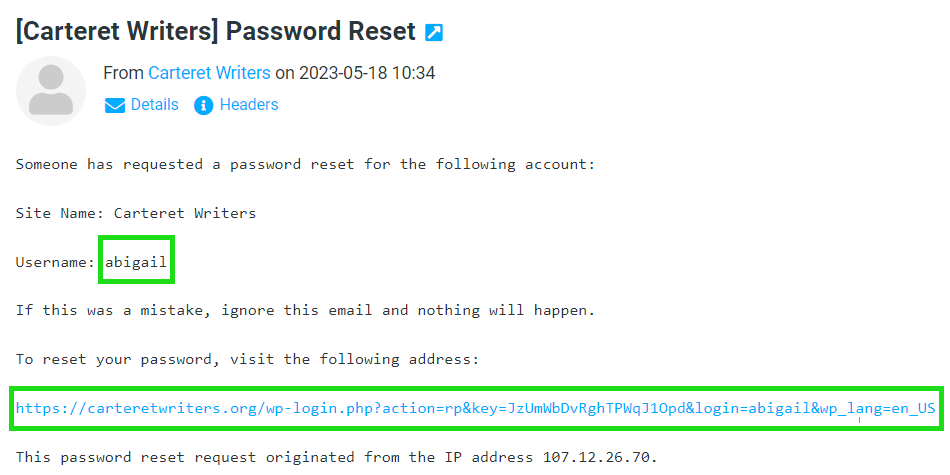 [Carteret Writers] Password Reset
From Carteret Writers on 2023-05-18 10:34
Details Headers
Someone has requested a password reset for the following account:
Site Name: Carteret Writers
Username: abigail
If this was a mistake, ignore this email and nothing will happen.
To reset your password, visit the following address:
https://carteretwriters.org/wp-login.php?action=rp&key=JzUmWbDvRghTPWqJ1Opd&login=abigail&wp_lang=en_US
This password reset request originated from the IP address 107.12.26.70.